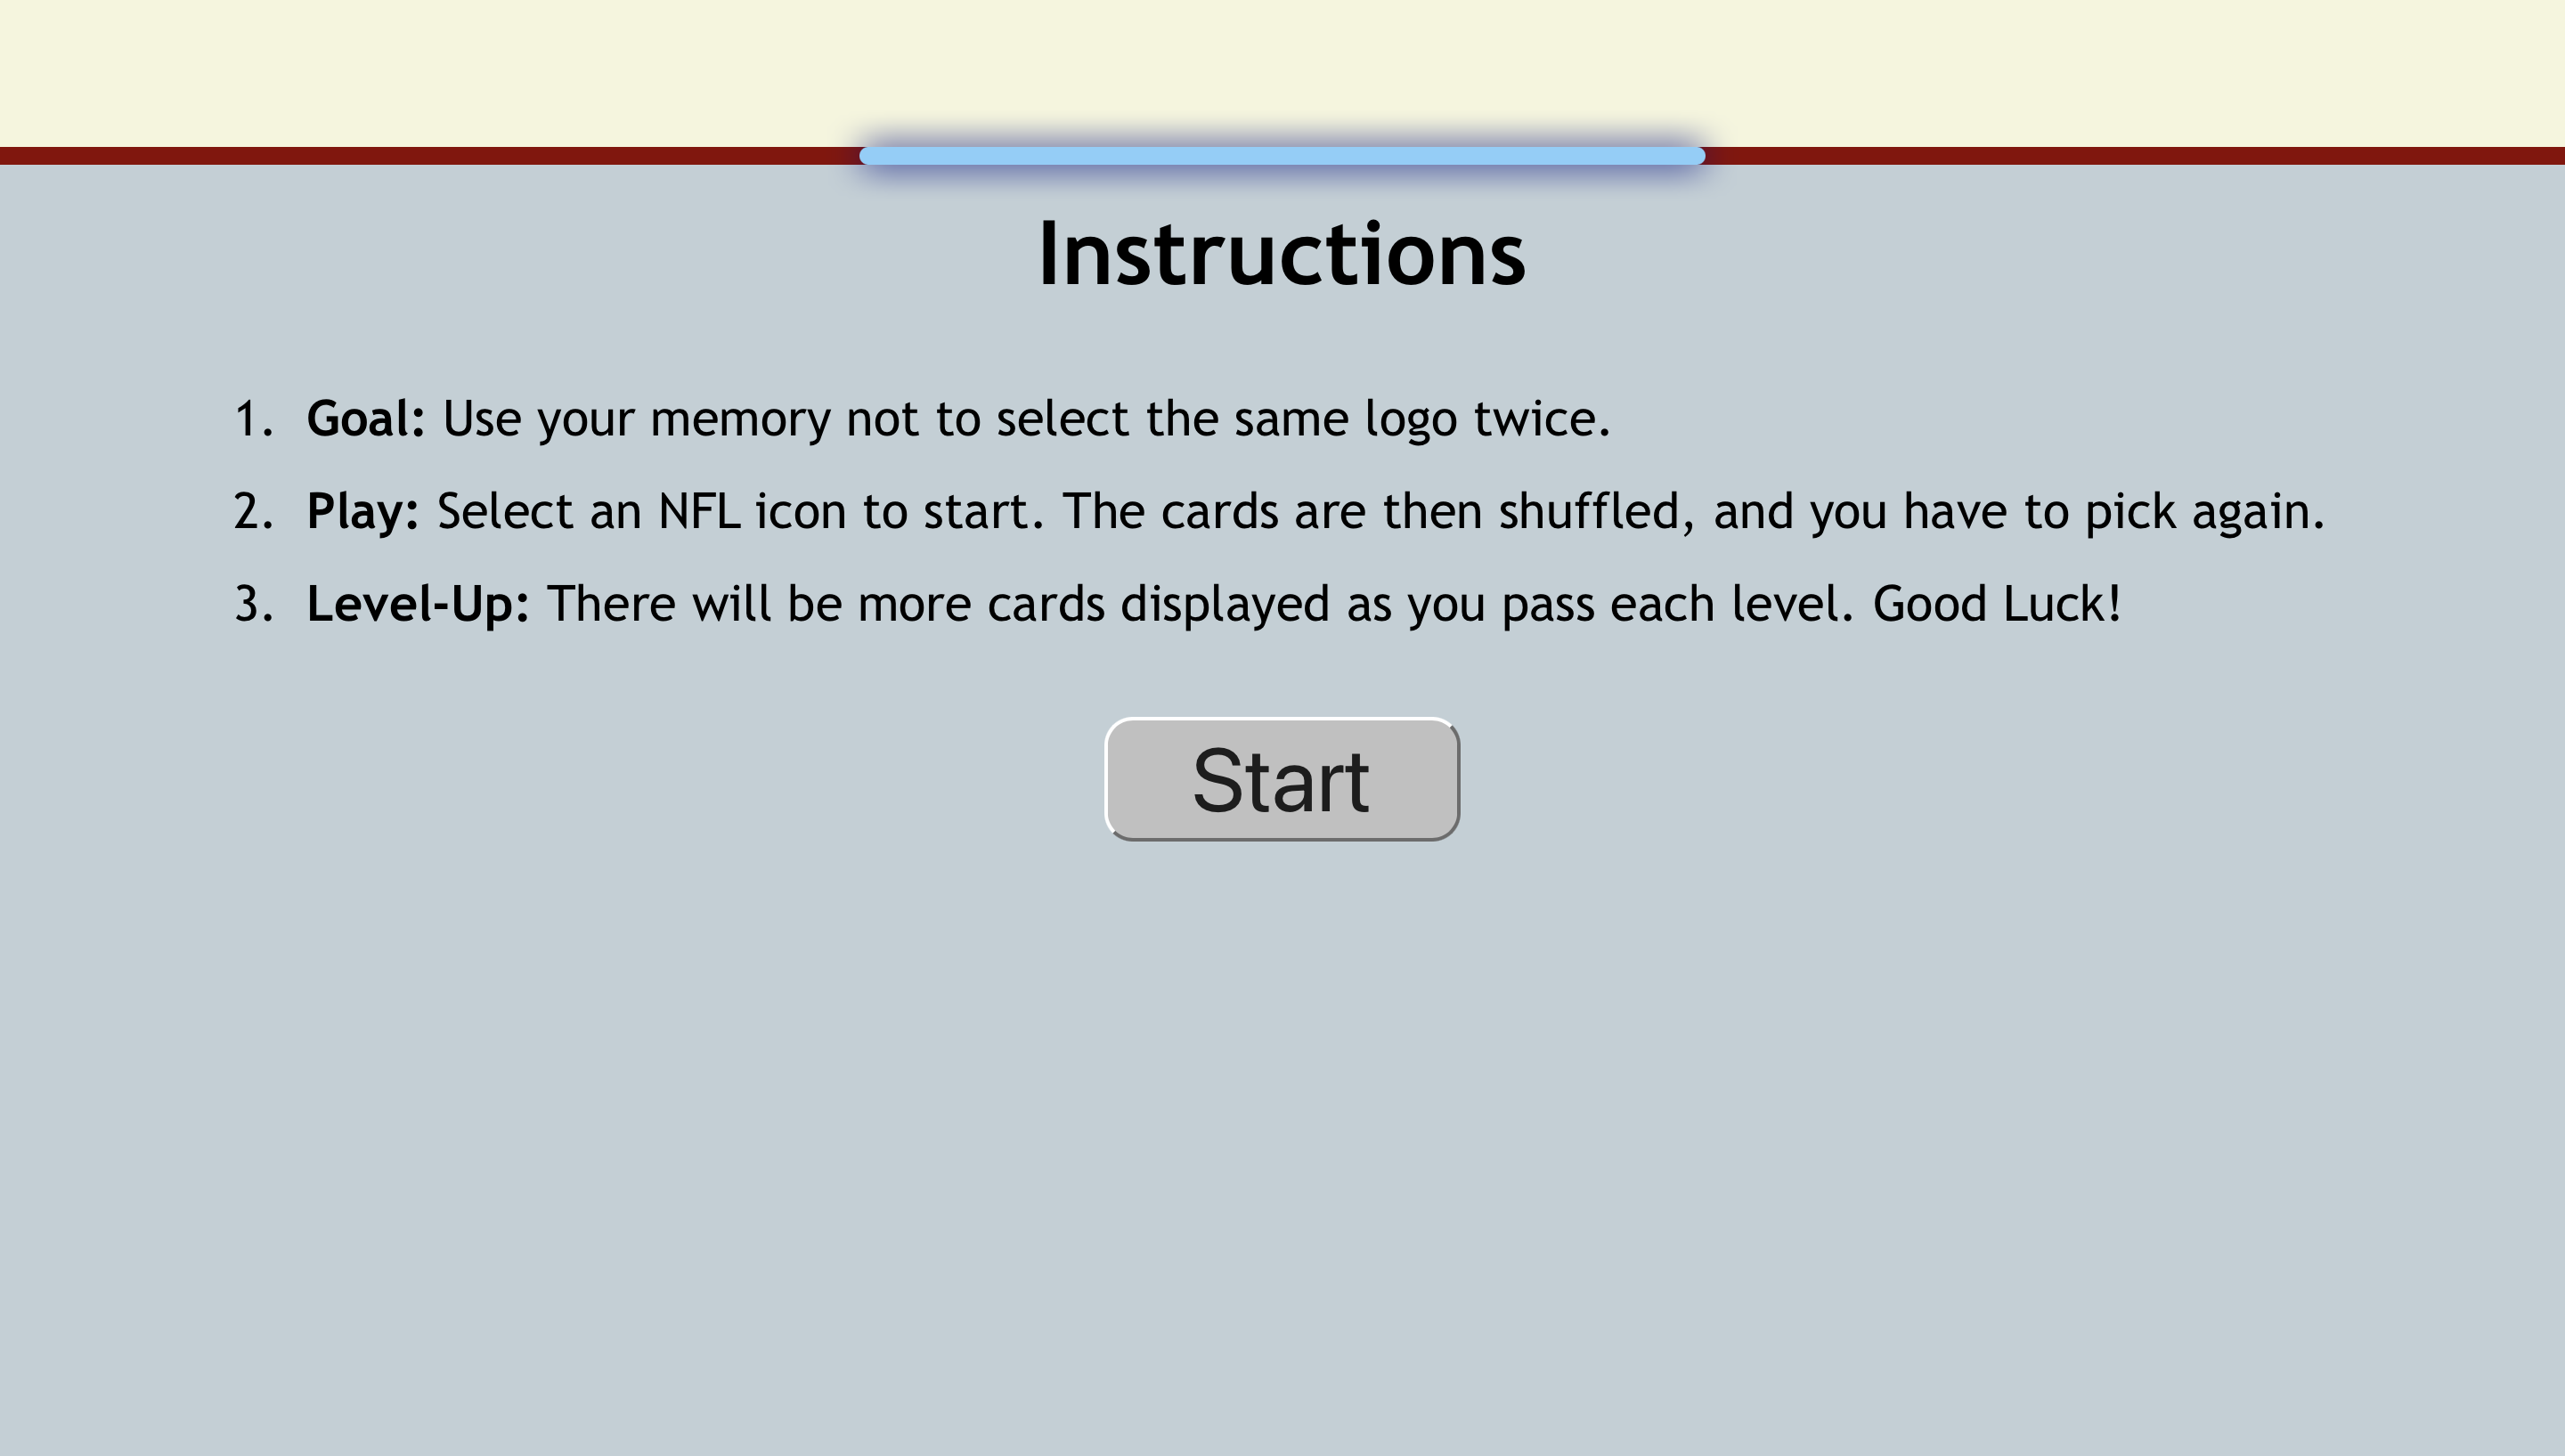 Instructions
1. Goal: Use your memory not to select the same logo twice.
2. Play: Select an NFL icon to start. The cards are then shuffled, and you have to pick again.
3. Level-Up: There will be more cards displayed as you pass each level. Good Luck!
Start